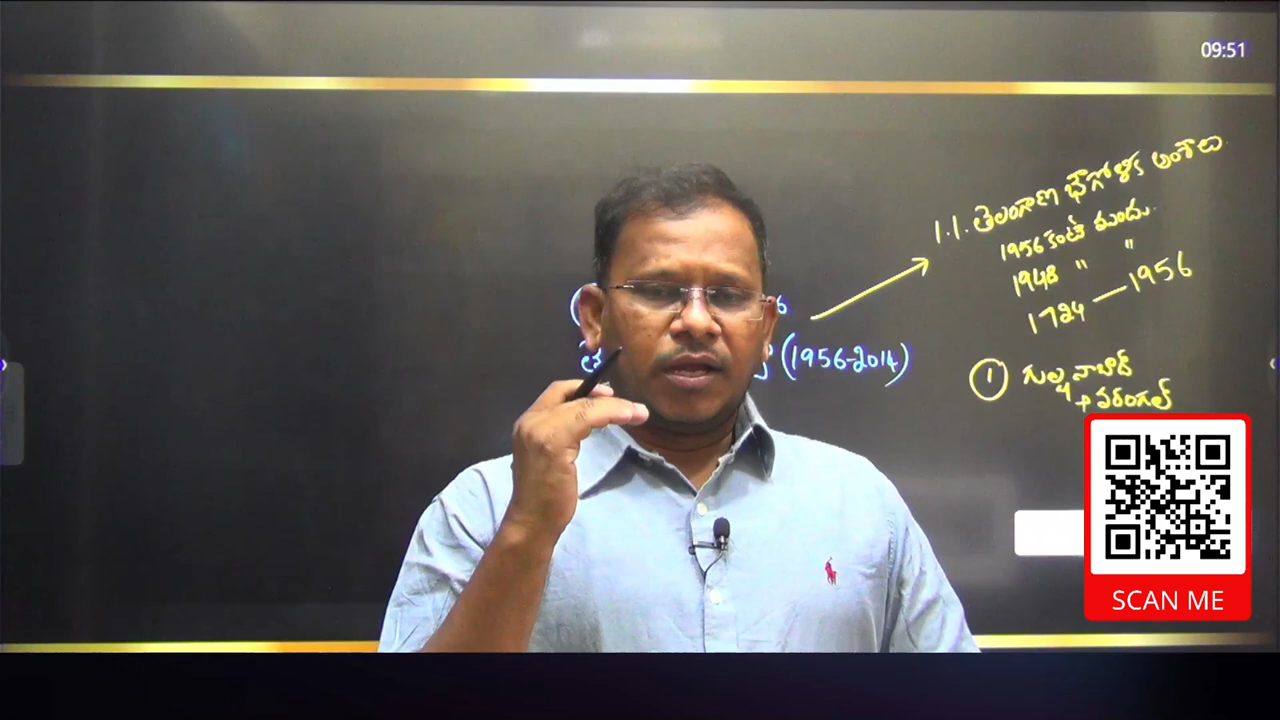 09:51
1.1. తెలంగాణ భౌగోళిక అంశాలు
1956 కంటే ముందు
1948 " "
1724 — 1956
(1956-2014)
1 గుల్బర్గా
+ వరంగల్
SCAN ME